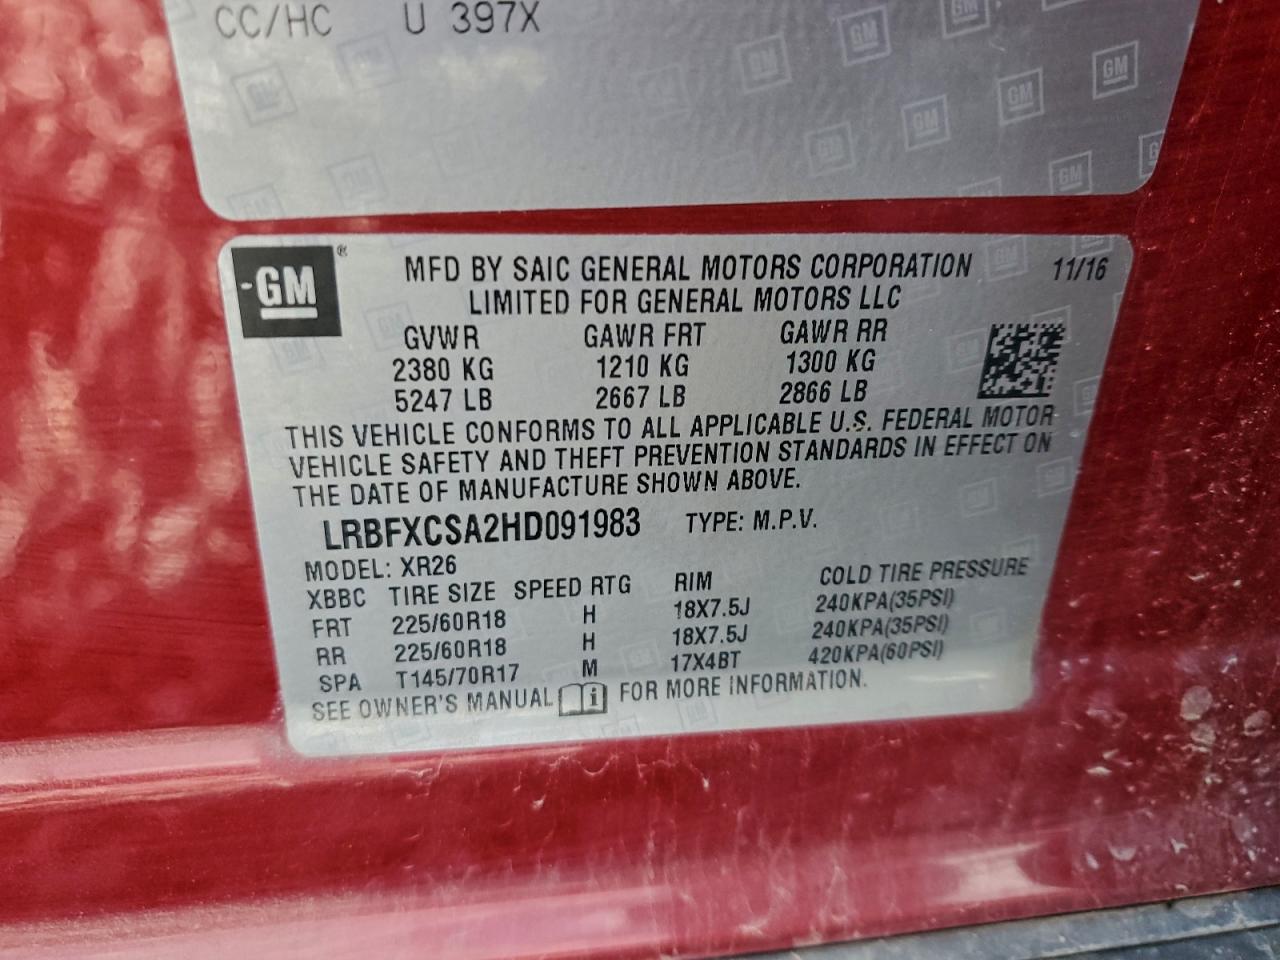 CC/HC U 397X
GM ® MFD BY SAIC GENERAL MOTORS CORPORATION 11/16
LIMITED FOR GENERAL MOTORS LLC
GVWR GAWR FRT GAWR RR
2380 KG 1210 KG 1300 KG
5247 LB 2667 LB 2866 LB
THIS VEHICLE CONFORMS TO ALL APPLICABLE U.S. FEDERAL MOTOR
VEHICLE SAFETY AND THEFT PREVENTION STANDARDS IN EFFECT ON
THE DATE OF MANUFACTURE SHOWN ABOVE.
LRBFXCSA2HD091983 TYPE: M.P.V.
MODEL: XR26
XBBC TIRE SIZE SPEED RTG RIM COLD TIRE PRESSURE
FRT 225/60R18 H 18X7.5J 240KPA(35PSI)
RR 225/60R18 H 18X7.5J 240KPA(35PSI)
SPA T145/70R17 M 17X4BT 420KPA(60PSI)
SEE OWNER'S MANUAL i FOR MORE INFORMATION.